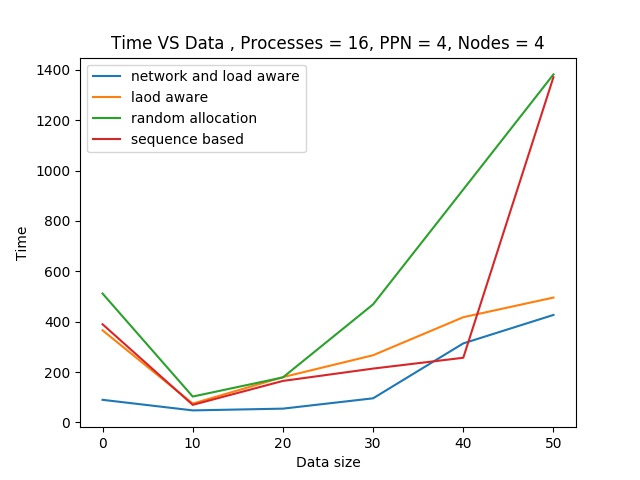 Time VS Data , Processes = 16, PPN = 4, Nodes = 4
network and load aware
laod aware
random allocation
sequence based
1400
1200
1000
800
600
400
200
0
Time
0 10 20 30 40 50
Data size